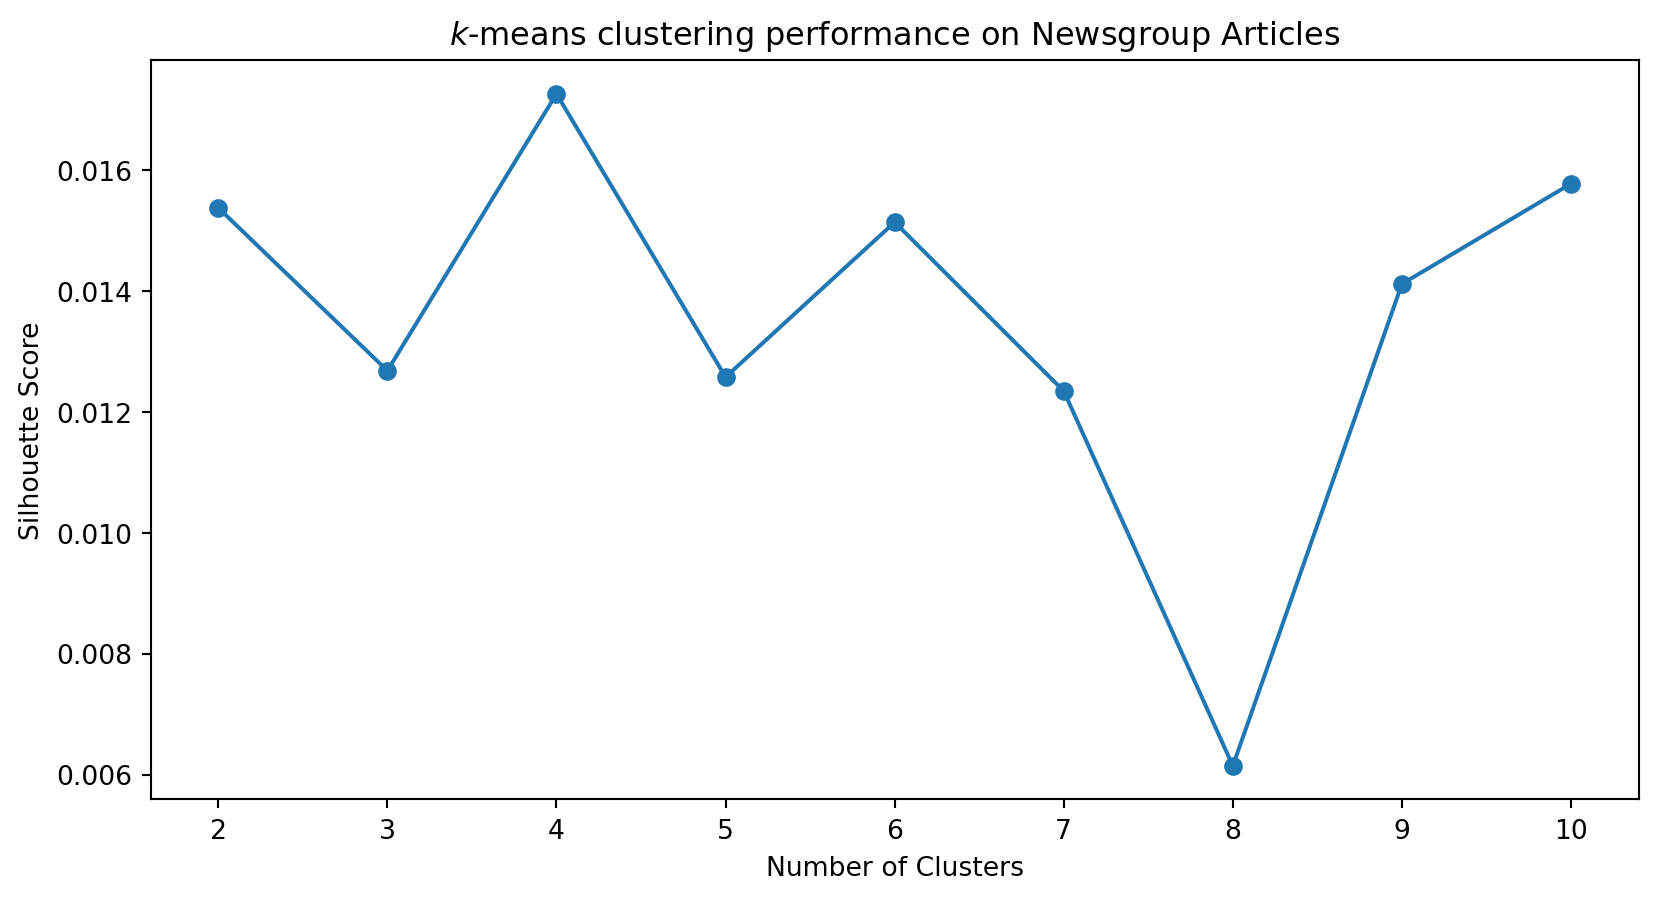 k-means clustering performance on Newsgroup Articles
Silhouette Score
0.016
0.014
0.012
0.010
0.008
0.006
2 3 4 5 6 7 8 9 10
Number of Clusters